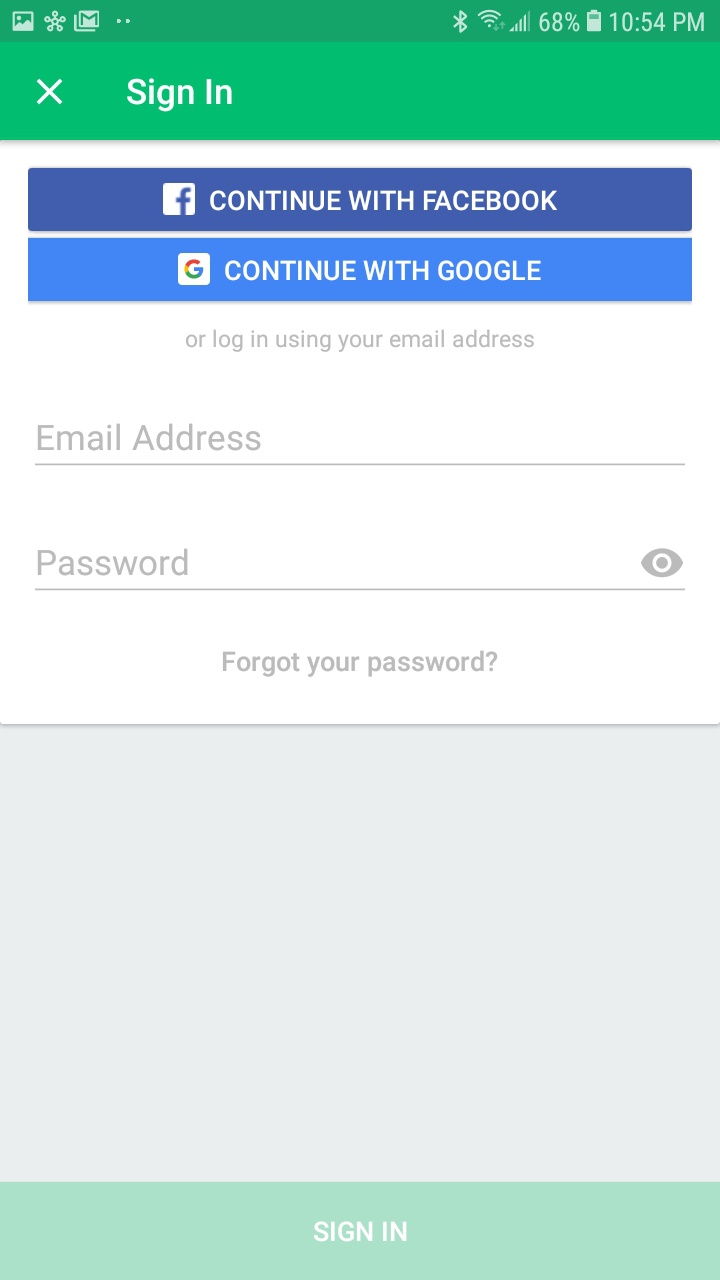 68% 10:54 PM
Sign In
CONTINUE WITH FACEBOOK
CONTINUE WITH GOOGLE
or log in using your email address
Email Address
Password
Forgot your password?
SIGN IN